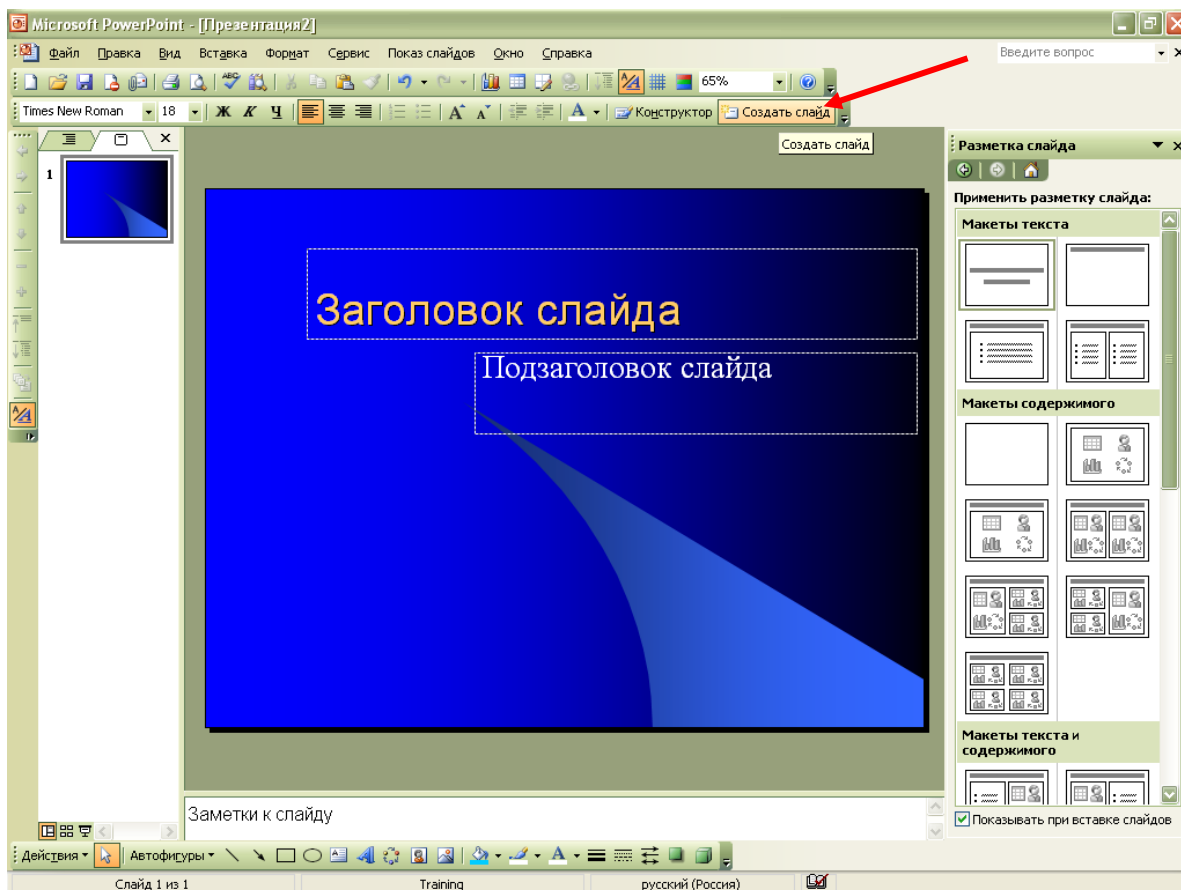 Microsoft PowerPoint - [Презентация2]
Файл Правка Вид Вставка Формат Сервис Показ слайдов Окно Справка Введите вопрос
65%
Times New Roman 18 Ж К Ч Конструктор Создать слайд
Создать слайд
Разметка слайда
1
Применить разметку слайда:
Макеты текста
Заголовок слайда
Подзаголовок слайда
Макеты содержимого
Макеты текста и
содержимого
Заметки к слайду
Показывать при вставке слайдов
Действия Автофигуры
Слайд 1 из 1 Training русский (Россия)